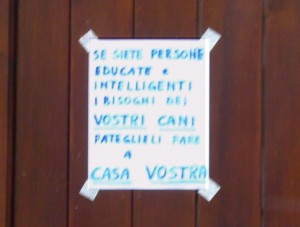 SE SIETE PERSONE
EDUCATE e
INTELLIGENTI
I BISOGNI DEI
VOSTRI CANI
FATEGLIELI FARE
A
CASA VOSTRA